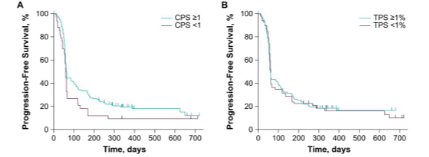 A
CPS ≥1
CPS <1
Progression-Free Survival, %
100
80
60
40
20
0
0 100 200 300 400 500 600 700
Time, days
B
TPS ≥1%
TPS <1%
Progression-Free Survival, %
100
80
60
40
20
0
0 100 200 300 400 500 600 700
Time, days